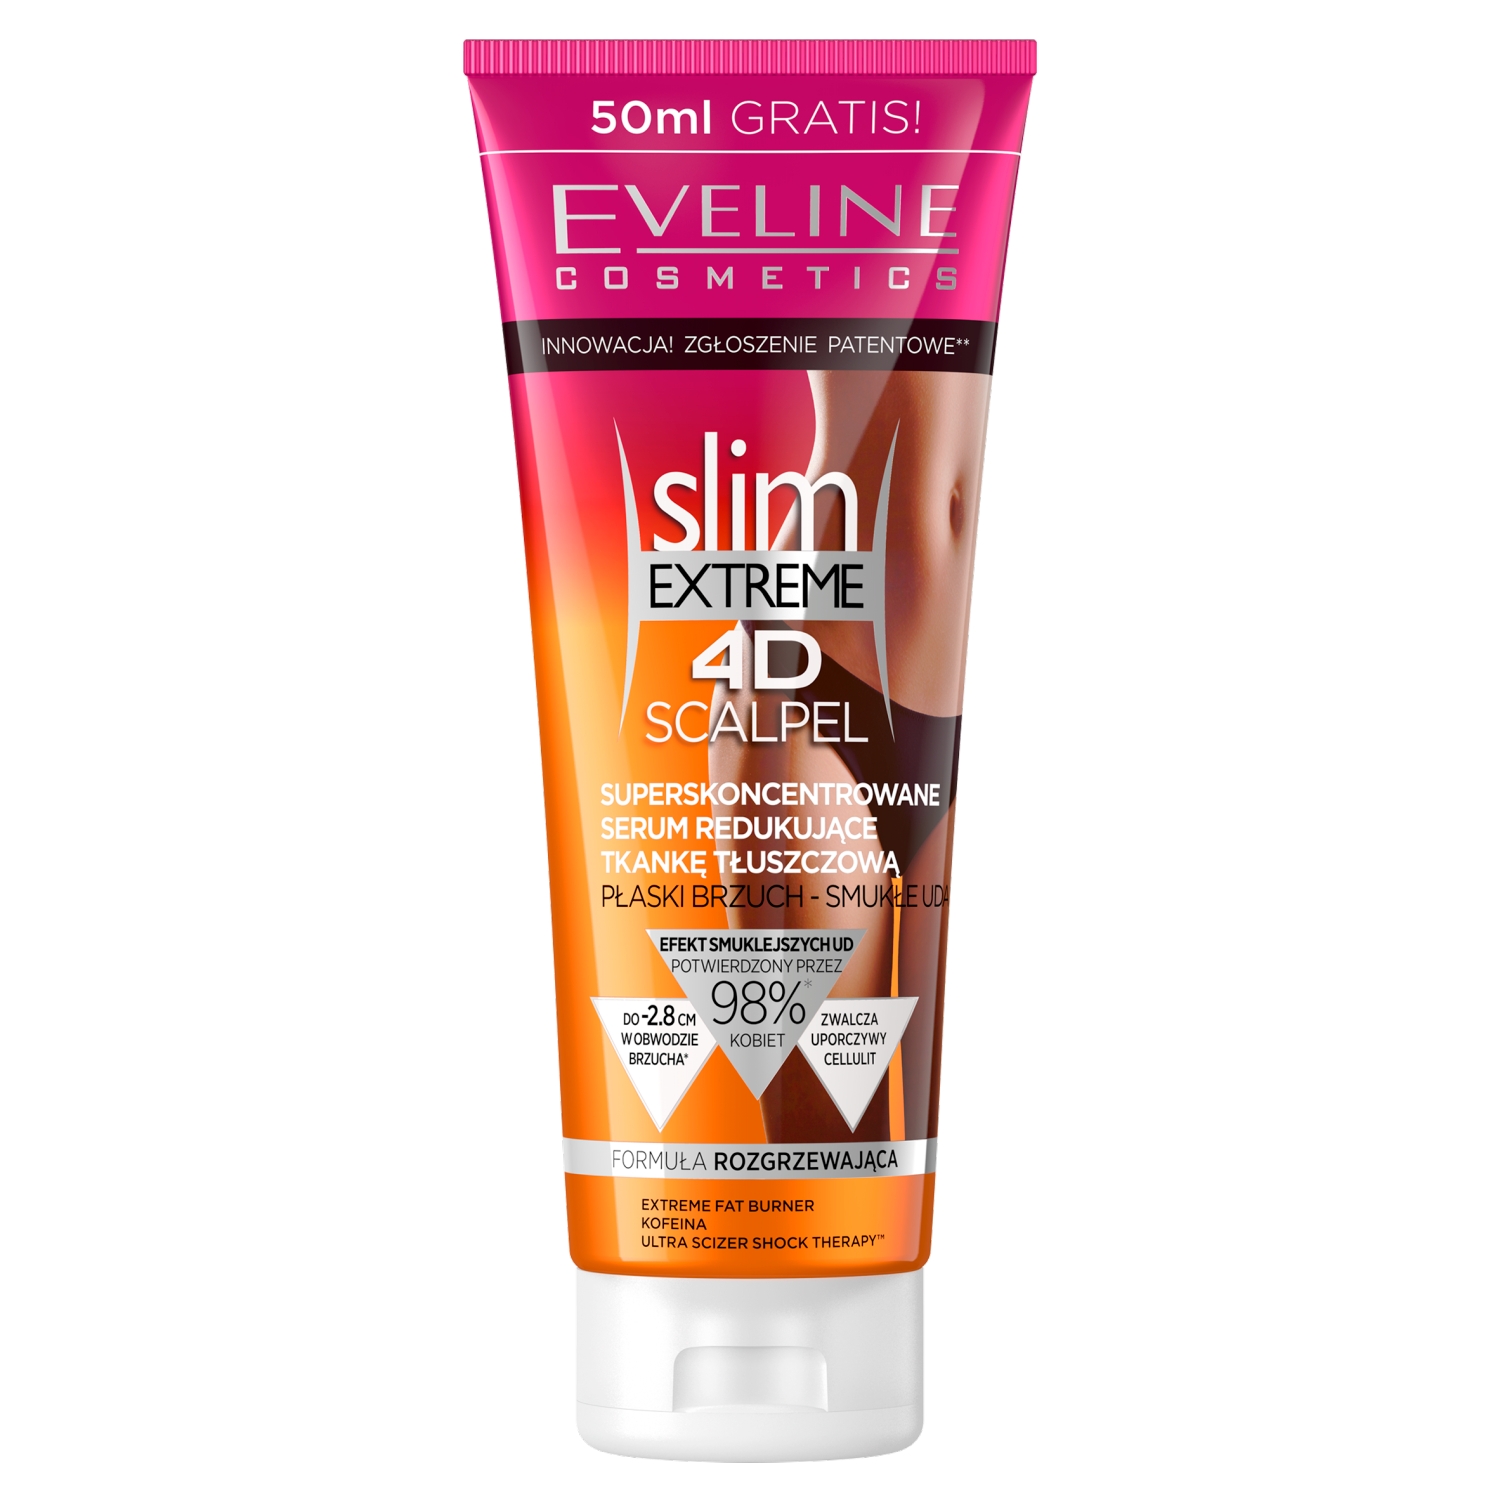 50ml GRATIS!
EVELINE
COSMETICS
INNOWACJA! ZGŁOSZENIE PATENTOWE**
slim
EXTREME
4D
SCALPEL
SUPERSKONCENTROWANE
SERUM REDUKUJĄCE
TKANKĘ TŁUSZCZOWĄ
PŁASKI BRZUCH - SMUKŁE UDA
EFEKT SMUKLEJSZYCH UD
POTWIERDZONY PRZEZ
98%*
KOBIET
DO -2.8 CM
W OBWODZIE
BRZUCHA*
ZWALCZA
UPORCZYWY
CELLULIT
FORMUŁA ROZGRZEWAJĄCA
EXTREME FAT BURNER
KOFEINA
ULTRA SCIZER SHOCK THERAPY™